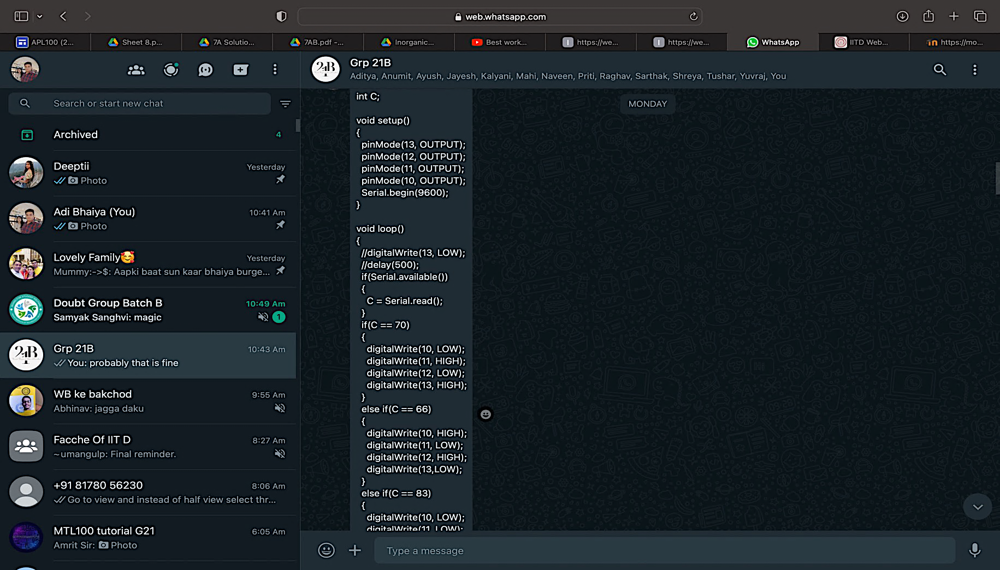 web.whatsapp.com
APL100 (2...
Sheet 8.p...
7A Solutio...
7AB.pdf -...
Inorganic...
Best work...
https://we...
https://we...
WhatsApp
IITD Web...
https://mo...
Search or start new chat
Archived
4
Deeptii
Yesterday
Photo
Adi Bhaiya (You)
10:41 Am
Photo
Lovely Family🥰
Yesterday
Mummy:->$: Aapki baat sun kaar bhaiya burge...
Doubt Group Batch B
10:49 Am
Samyak Sanghvi: magic
1
Grp 21B
10:43 Am
You: probably that is fine
WB ke bakchod
9:55 Am
Abhinav: jagga daku
Facche Of IIT D
8:27 Am
~umangulp: Final reminder.
+91 81780 56230
8:06 Am
Go to view and instead of half view select thr...
MTL100 tutorial G21
6:05 Am
Amrit Sir: Photo
Grp 21B
Aditya, Anumit, Ayush, Jayesh, Kalyani, Mahi, Naveen, Priti, Raghav, Sarthak, Shreya, Tushar, Yuvraj, You
MONDAY
int C;
void setup()
{
pinMode(13, OUTPUT);
pinMode(12, OUTPUT);
pinMode(11, OUTPUT);
pinMode(10, OUTPUT);
Serial.begin(9600);
}
void loop()
{
//digitalWrite(13, LOW);
//delay(500);
if(Serial.available())
{
C = Serial.read();
}
if(C == 70)
{
digitalWrite(10, LOW);
digitalWrite(11, HIGH);
digitalWrite(12, LOW);
digitalWrite(13, HIGH);
}
else if(C == 66)
{
digitalWrite(10, HIGH);
digitalWrite(11, LOW);
digitalWrite(12, HIGH);
digitalWrite(13,LOW);
}
else if(C == 83)
{
digitalWrite(10, LOW);
digitalWrite(11, LOW);
Type a message